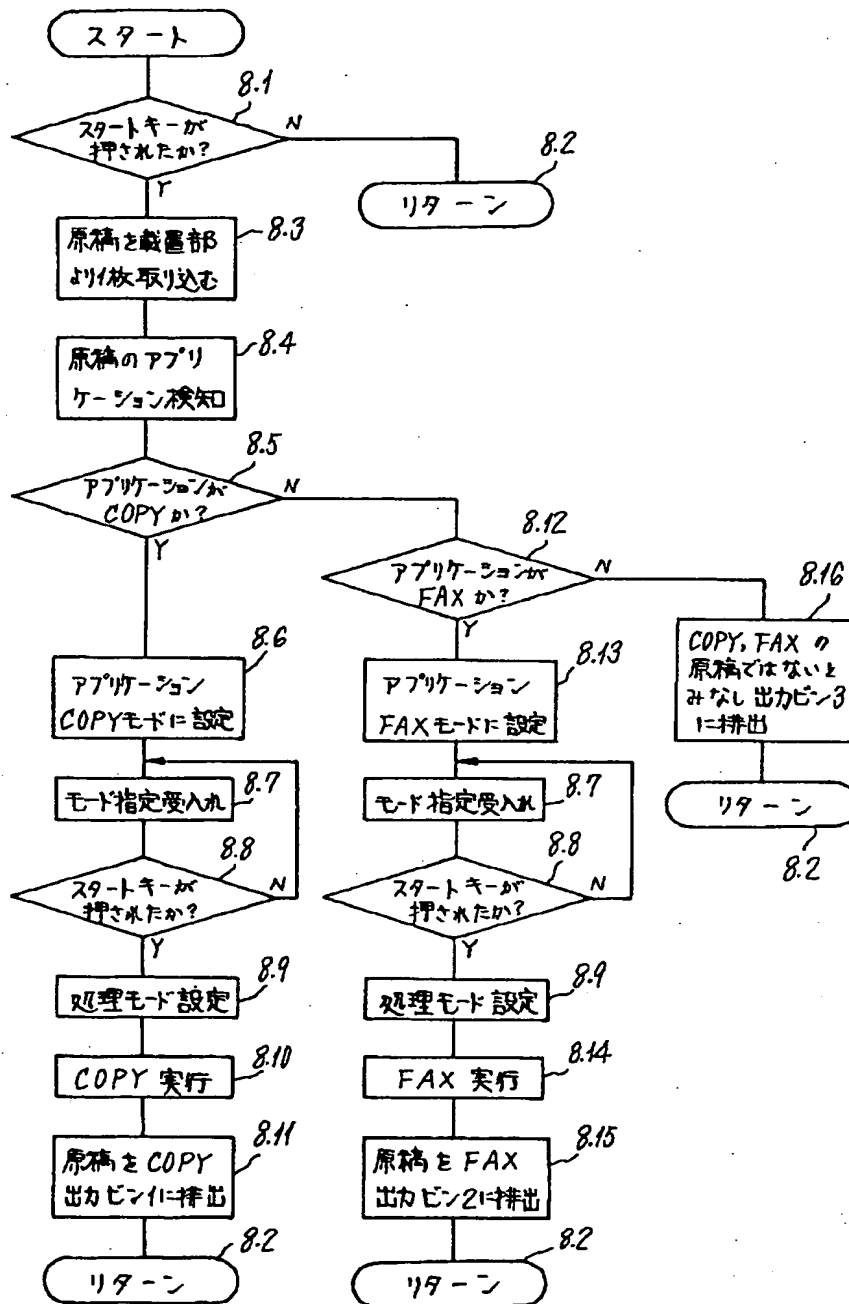 スタート
8.1
スタートキーが
押されたか?
N
Y
8.2
リターン
8.3
原稿を載置部
より1枚取り込む
8.4
原稿のアプリ
ケーション検知
8.5
アプリケーションが
COPYか?
N
Y
8.12
アプリケーションが
FAXか?
N
Y
8.16
COPY,FAXの
原稿ではないと
みなし出力ビン3
に排出
リターン
8.2
8.6
アプリケーション
COPYモードに設定
8.7
モード指定受入れ
8.8
スタートキーが
押されたか?
N
Y
8.9
処理モード設定
8.10
COPY 実行
8.11
原稿をCOPY
出力ビン1に排出
8.2
リターン
8.13
アプリケーション
FAXモードに設定
8.7
モード指定受入れ
8.8
スタートキーが
押されたか?
N
Y
8.9
処理モード設定
8.14
FAX 実行
8.15
原稿をFAX
出力ビン2に排出
8.2
リターン